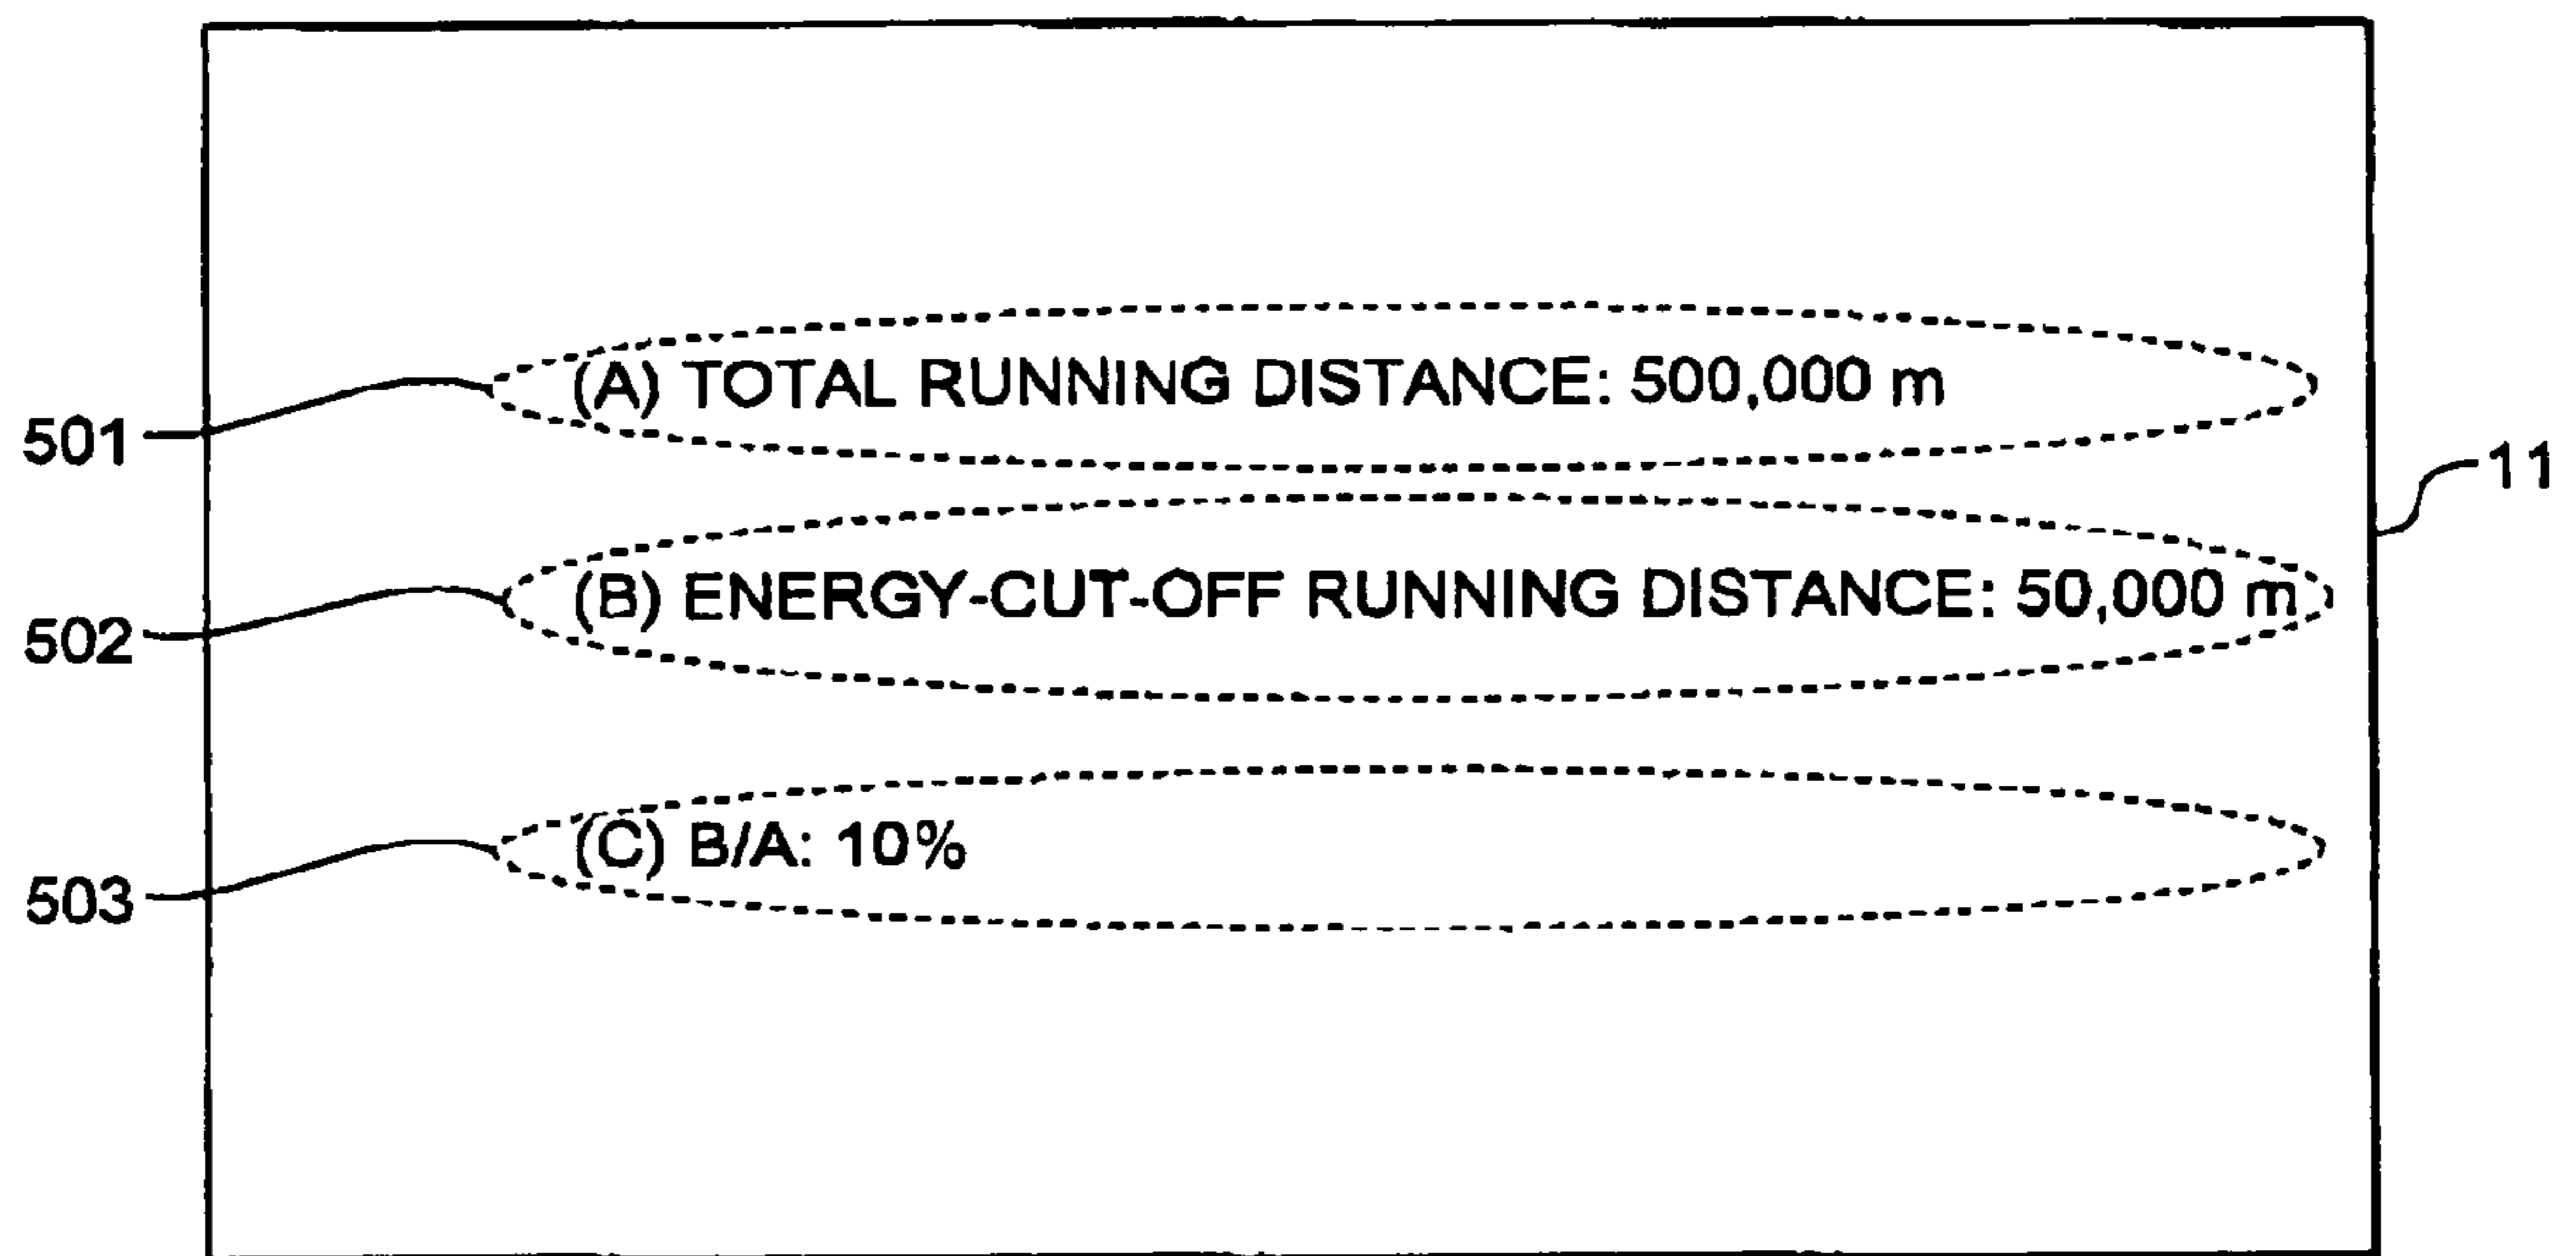 (A) TOTAL RUNNING DISTANCE: 500,000 m
501
11
(B) ENERGY-CUT-OFF RUNNING DISTANCE: 50,000 m
502
(C) B/A: 10%
503